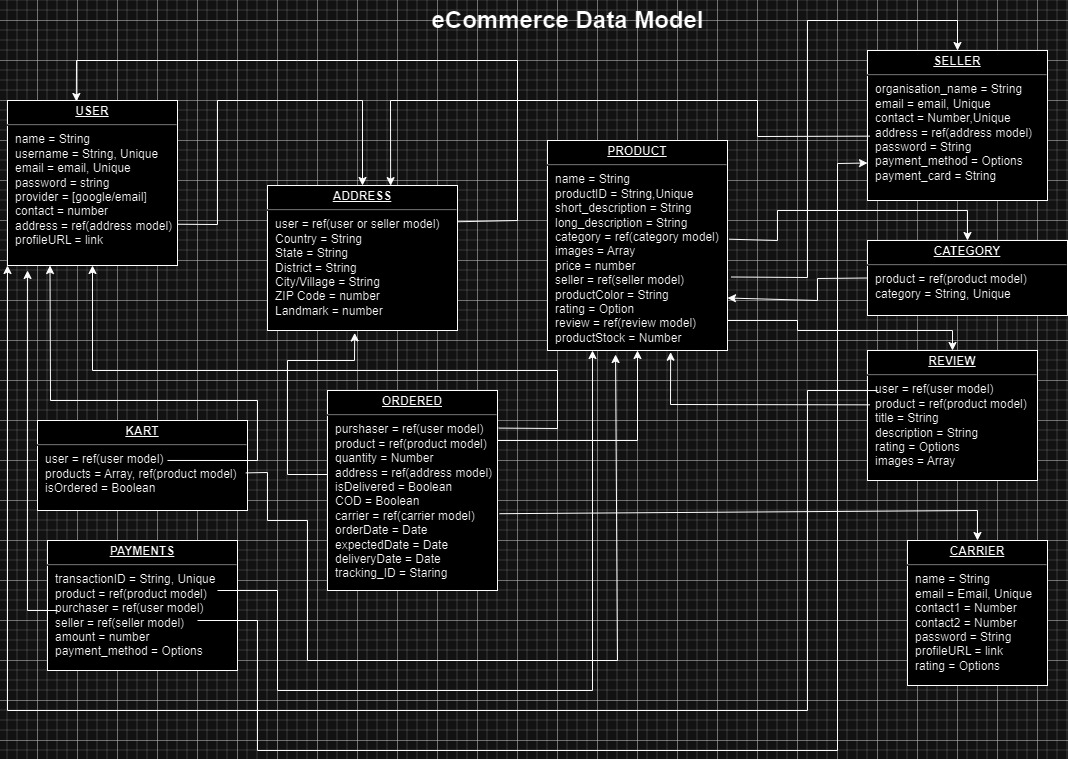 eCommerce Data Model
USER
name = String
username = String, Unique
email = email, Unique
password = string
provider = [google/email]
contact = number
address = ref(address model)
profileURL = link
ADDRESS
user = ref(user or seller model)
Country = String
State = String
District = String
City/Village = String
ZIP Code = number
Landmark = number
PRODUCT
name = String
productID = String,Unique
short_description = String
long_description = String
category = ref(category model)
images = Array
price = number
seller = ref(seller model)
productColor = String
rating = Option
review = ref(review model)
productStock = Number
SELLER
organisation_name = String
email = email, Unique
contact = Number,Unique
address = ref(address model)
password = String
payment_method = Options
payment_card = String
CATEGORY
product = ref(product model)
category = String, Unique
REVIEW
user = ref(user model)
product = ref(product model)
title = String
description = String
rating = Options
images = Array
KART
user = ref(user model)
products = Array, ref(product model)
isOrdered = Boolean
ORDERED
purshaser = ref(user model)
product = ref(product model)
quantity = Number
address = ref(address model)
isDelivered = Boolean
COD = Boolean
carrier = ref(carrier model)
orderDate = Date
expectedDate = Date
deliveryDate = Date
tracking_ID = Staring
PAYMENTS
transactionID = String, Unique
product = ref(product model)
purchaser = ref(user model)
seller = ref(seller model)
amount = number
payment_method = Options
CARRIER
name = String
email = Email, Unique
contact1 = Number
contact2 = Number
password = String
profileURL = link
rating = Options